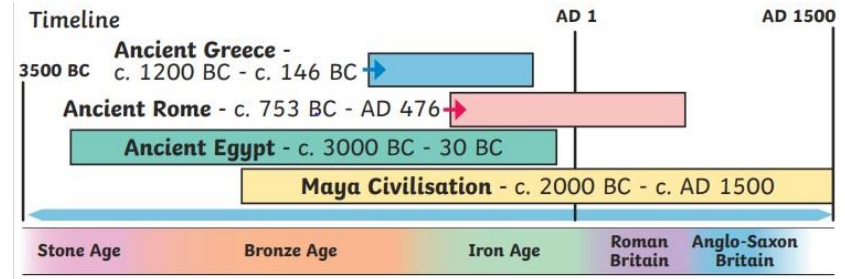 Timeline
AD 1
AD 1500
3500 BC
Ancient Greece -
c. 1200 BC - c. 146 BC
Ancient Rome - c. 753 BC - AD 476
Ancient Egypt - c. 3000 BC - 30 BC
Maya Civilisation - c. 2000 BC - c. AD 1500
Stone Age
Bronze Age
Iron Age
Roman
Britain
Anglo-Saxon
Britain